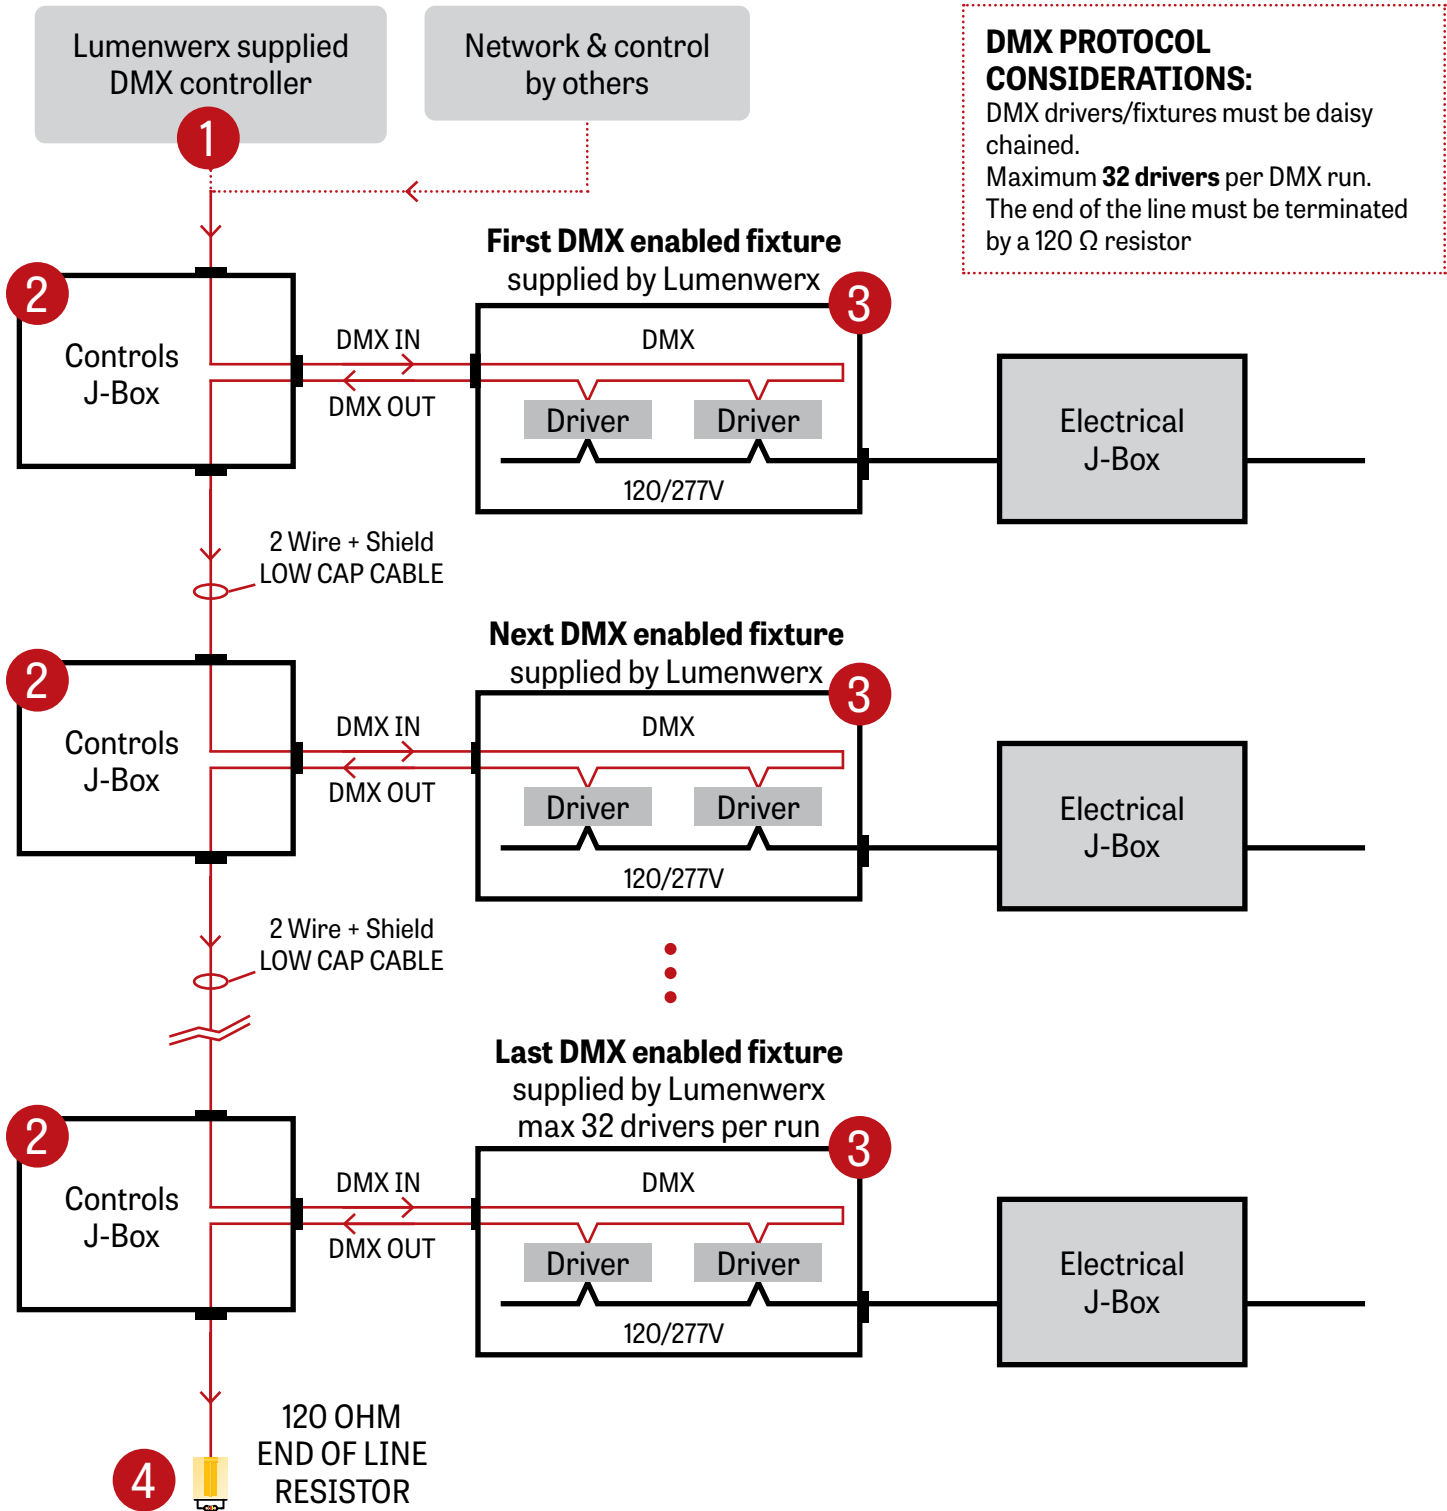 Lumenwerx supplied
DMX controller
1
Network & control
by others
DMX PROTOCOL
CONSIDERATIONS:
DMX drivers/fixtures must be daisy
chained.
Maximum 32 drivers per DMX run.
The end of the line must be terminated
by a 120 Ω resistor
First DMX enabled fixture
supplied by Lumenwerx
2
Controls
J-Box
DMX IN
DMX OUT
3
DMX
Driver
Driver
120/277V
Electrical
J-Box
2 Wire + Shield
LOW CAP CABLE
Next DMX enabled fixture
supplied by Lumenwerx
2
Controls
J-Box
DMX IN
DMX OUT
3
DMX
Driver
Driver
120/277V
Electrical
J-Box
2 Wire + Shield
LOW CAP CABLE
Last DMX enabled fixture
supplied by Lumenwerx
max 32 drivers per run
2
Controls
J-Box
DMX IN
DMX OUT
3
DMX
Driver
Driver
120/277V
Electrical
J-Box
4
120 OHM
END OF LINE
RESISTOR